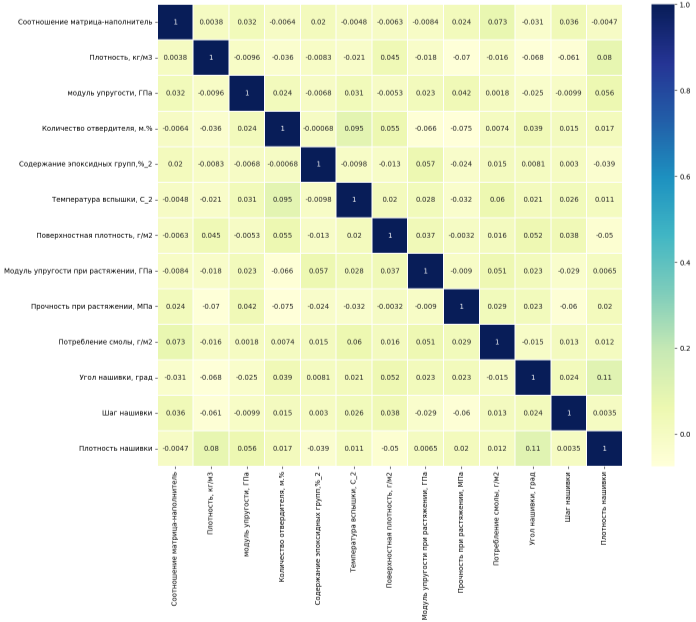 Соотношение матрица-наполнитель 1 0.0038 0.032 -0.0064 0.02 -0.0048 -0.0063 -0.0084 0.024 0.073 -0.031 0.036 -0.0047
Плотность, кг/м3 0.0038 1 -0.0096 -0.036 -0.0083 -0.021 0.045 -0.018 -0.07 -0.016 -0.068 -0.061 0.08
модуль упругости, ГПа 0.032 -0.0096 1 0.024 -0.0068 0.031 -0.0053 0.023 0.042 0.0018 -0.025 -0.0099 0.056
Количество отвердителя, м.% -0.0064 -0.036 0.024 1 -0.00068 0.095 0.055 -0.066 -0.075 0.0074 0.039 0.015 0.017
Содержание эпоксидных групп,%_2 0.02 -0.0083 -0.0068 -0.00068 1 -0.0098 -0.013 0.057 -0.024 0.015 0.0081 0.003 -0.039
Температура вспышки, С_2 -0.0048 -0.021 0.031 0.095 -0.0098 1 0.02 0.028 -0.032 0.06 0.021 0.026 0.011
Поверхностная плотность, г/м2 -0.0063 0.045 -0.0053 0.055 -0.013 0.02 1 0.037 -0.0032 0.016 0.052 0.038 -0.05
Модуль упругости при растяжении, ГПа -0.0084 -0.018 0.023 -0.066 0.057 0.028 0.037 1 -0.009 0.051 0.023 -0.029 0.0065
Прочность при растяжении, МПа 0.024 -0.07 0.042 -0.075 -0.024 -0.032 -0.0032 -0.009 1 0.029 0.023 -0.06 0.02
Потребление смолы, г/м2 0.073 -0.016 0.0018 0.0074 0.015 0.06 0.016 0.051 0.029 1 -0.015 0.013 0.012
Угол нашивки, град -0.031 -0.068 -0.025 0.039 0.0081 0.021 0.052 0.023 0.023 -0.015 1 0.024 0.11
Шаг нашивки 0.036 -0.061 -0.0099 0.015 0.003 0.026 0.038 -0.029 -0.06 0.013 0.024 1 0.0035
Плотность нашивки -0.0047 0.08 0.056 0.017 -0.039 0.011 -0.05 0.0065 0.02 0.012 0.11 0.0035 1
Соотношение матрица-наполнитель
Плотность, кг/м3
модуль упругости, ГПа
Количество отвердителя, м.%
Содержание эпоксидных групп,%_2
Температура вспышки, С_2
Поверхностная плотность, г/м2
Модуль упругости при растяжении, ГПа
Прочность при растяжении, МПа
Потребление смолы, г/м2
Угол нашивки, град
Шаг нашивки
Плотность нашивки
1.0
0.8
0.6
0.4
0.2
0.0